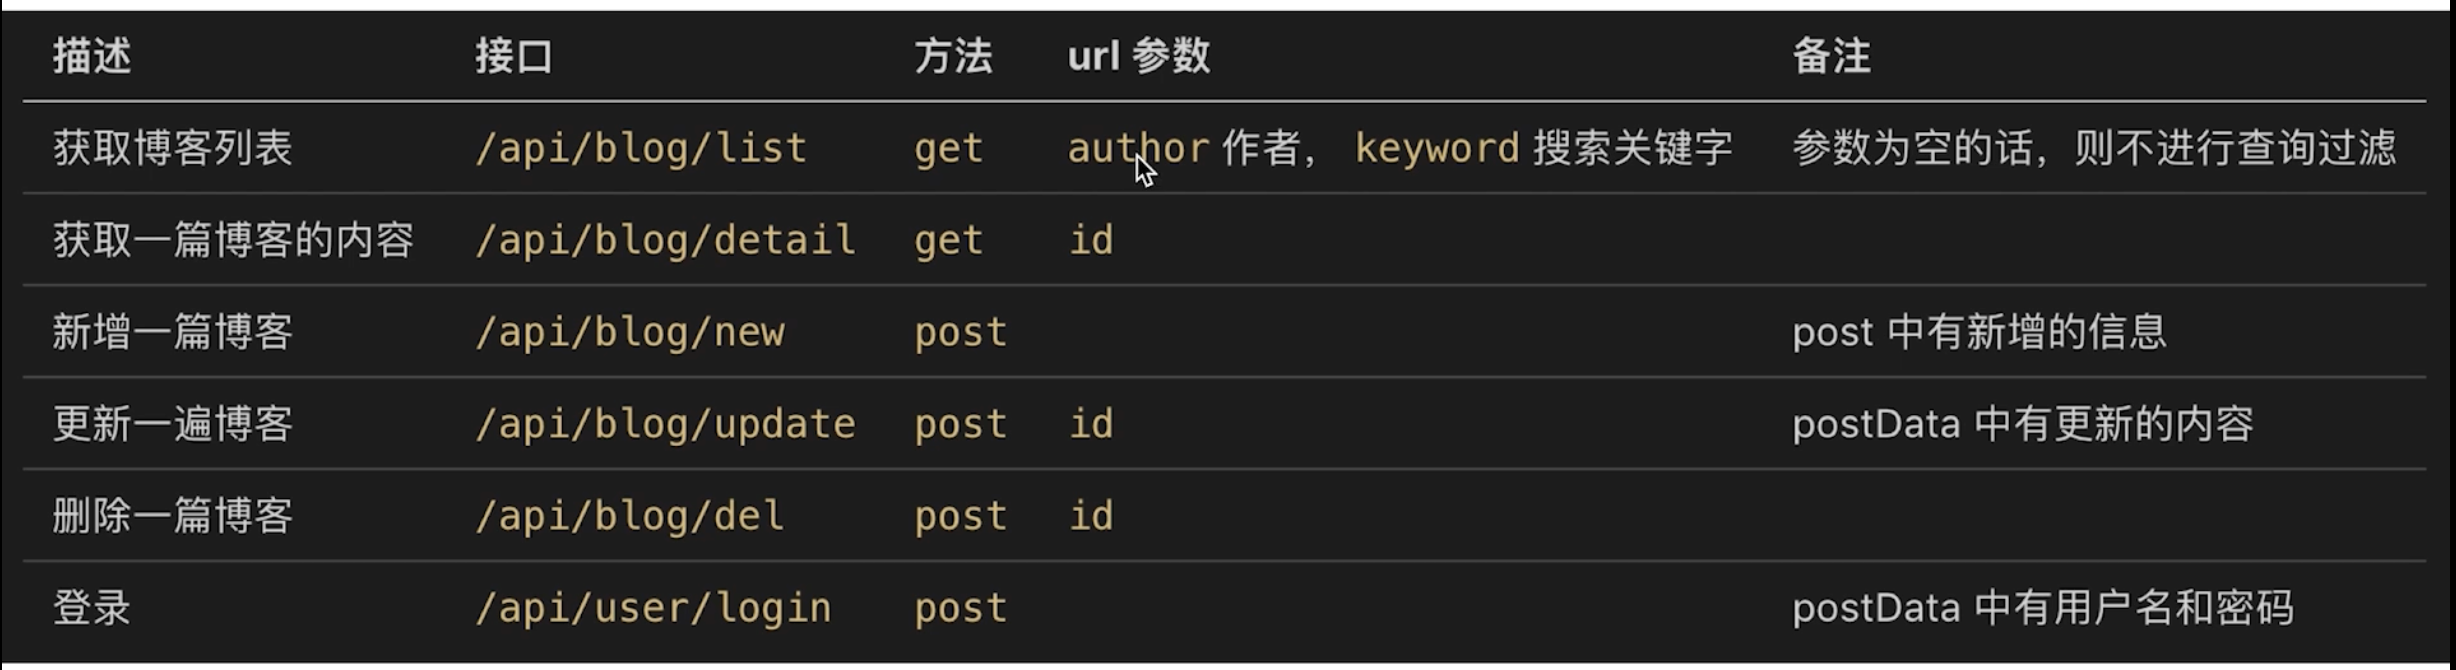 描述 接口 方法 url 参数 备注
获取博客列表 /api/blog/list get author 作者， keyword 搜索关键字 参数为空的话，则不进行查询过滤
获取一篇博客的内容 /api/blog/detail get id
新增一篇博客 /api/blog/new post post 中有新增的信息
更新一遍博客 /api/blog/update post id postData 中有更新的内容
删除一篇博客 /api/blog/del post id
登录 /api/user/login post postData 中有用户名和密码